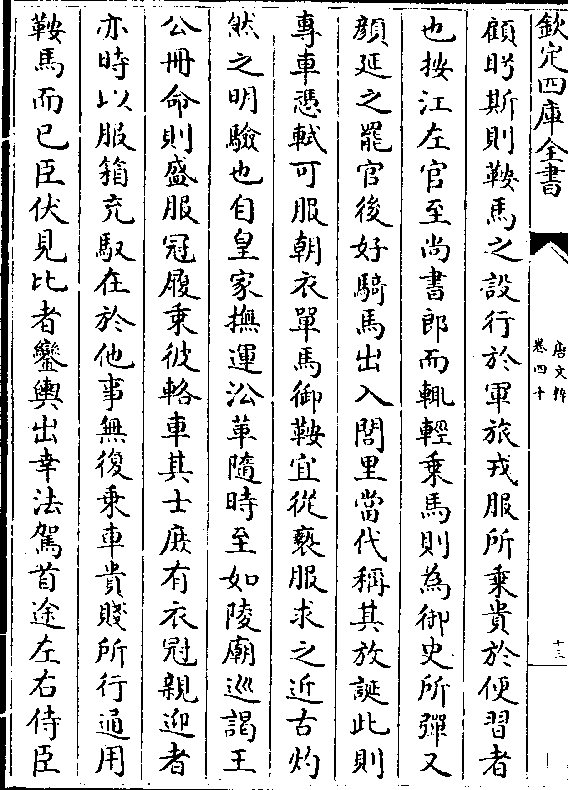 欽定四庫全書
唐文粹
卷四十
十三
顧眄斯則鞍馬之設行於軍旅戎服所乗貴於便習者
也按江左官至尚書郎而輒輕乗馬則為御史所彈又
顔延之罷官後好騎馬出入閭里當代稱其放誕此則
專車憑軾可服朝衣單馬御鞍宜從䙝服求之近古灼
然之明驗也自皇家撫運㳂革隨時至如陵廟巡謁王
公冊命則盛服冠履乗彼輅車其士庶有衣冠親迎者
亦時以服箱充馭在於他事無復乗車貴賤所行通用
鞍馬而已臣伏見比者鑾輿出幸法駕首途左右侍臣